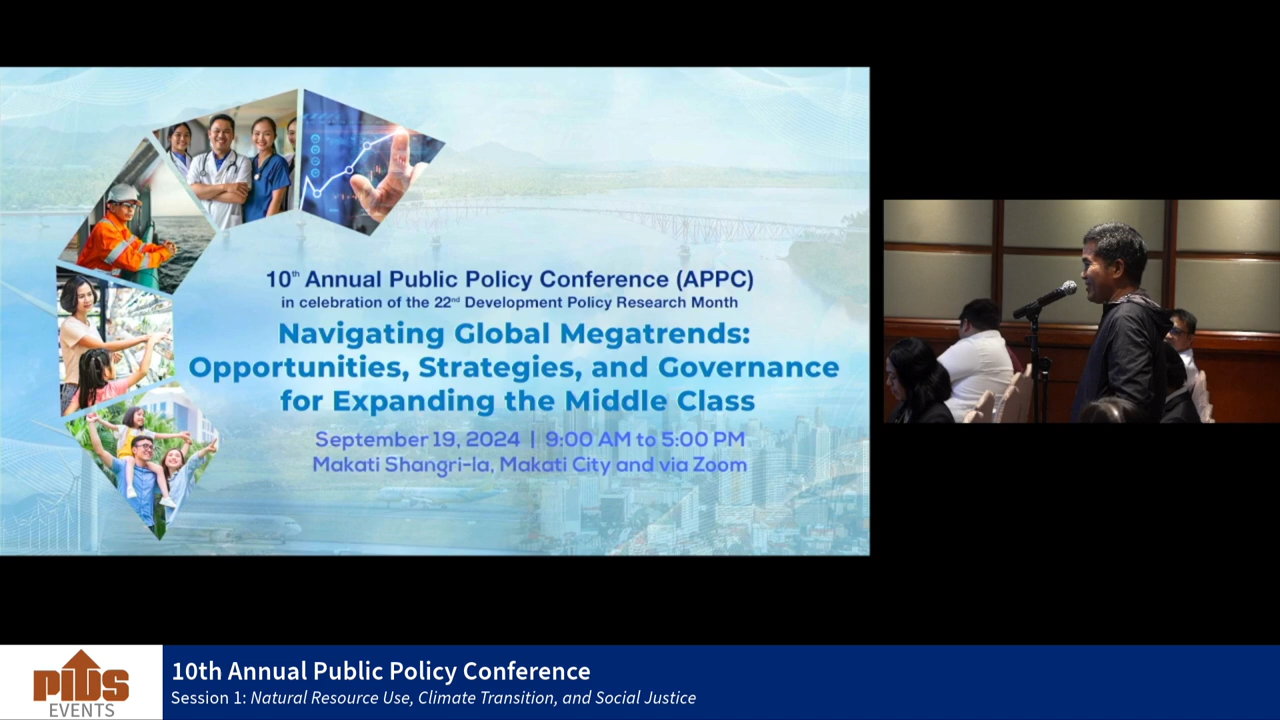 10th Annual Public Policy Conference (APPC)
in celebration of the 22nd Development Policy Research Month
Navigating Global Megatrends:
Opportunities, Strategies, and Governance
for Expanding the Middle Class
September 19, 2024 | 9:00 AM to 5:00 PM
Makati Shangri-la, Makati City and via Zoom
PIDS
EVENTS
10th Annual Public Policy Conference
Session 1: Natural Resource Use, Climate Transition, and Social Justice